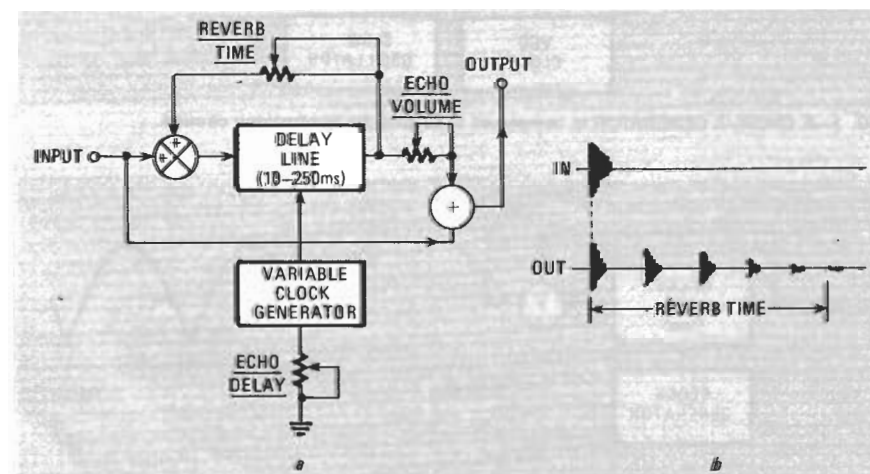 REVERB
TIME
OUTPUT
ECHO
VOLUME
INPUT
+
+
DELAY
LINE
(10–250ms)
+
IN
OUT
REVERB TIME
VARIABLE
CLOCK
GENERATOR
ECHO
DELAY
a
b